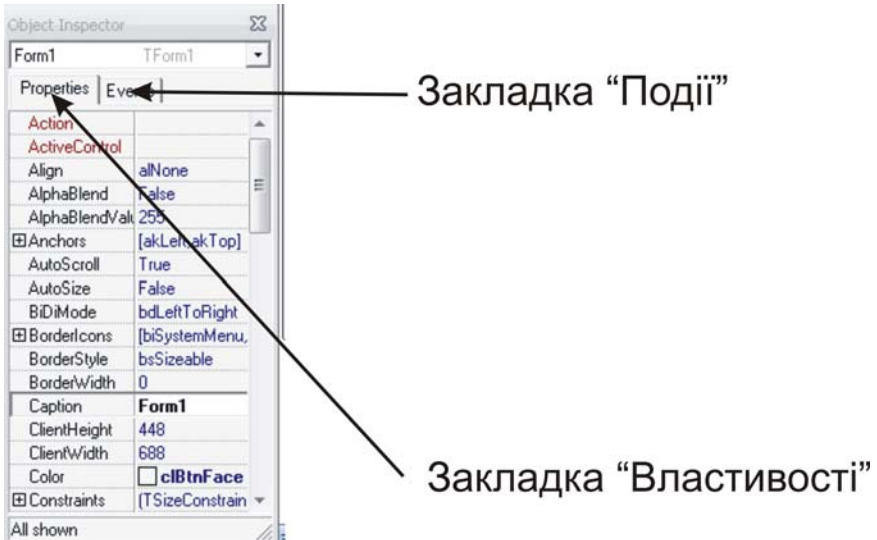 Object Inspector
Form1 TForm1
Properties Eve
Закладка “Події”
Action
ActiveControl
Align alNone
AlphaBlend False
AlphaBlendValu 255
Anchors [akLeft,akTop]
AutoScroll True
AutoSize False
BiDiMode bdLeftToRight
BorderIcons [biSystemMenu,
BorderStyle bsSizeable
BorderWidth 0
Caption Form1
ClientHeight 448
ClientWidth 688
Color clBtnFace
Закладка “Властивості”
Constraints (TSizeConstrain
All shown